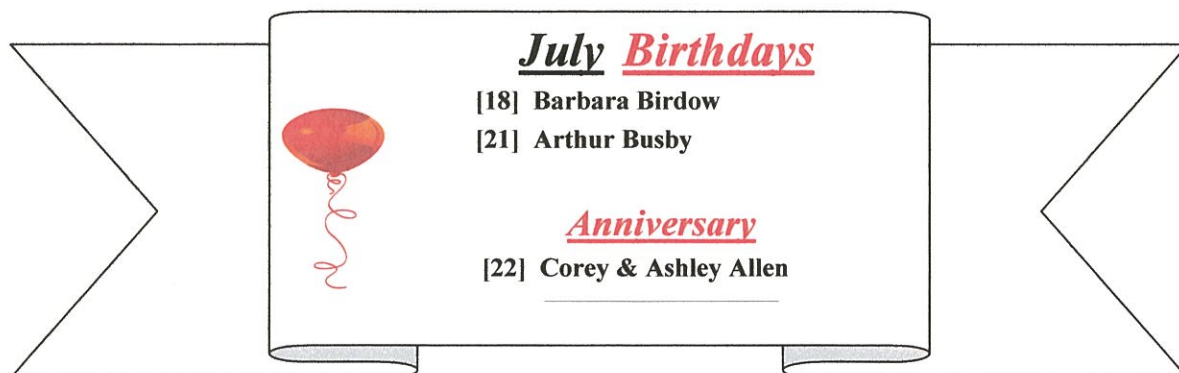 July Birthdays
[18] Barbara Birdow
[21] Arthur Busby
Anniversary
[22] Corey & Ashley Allen